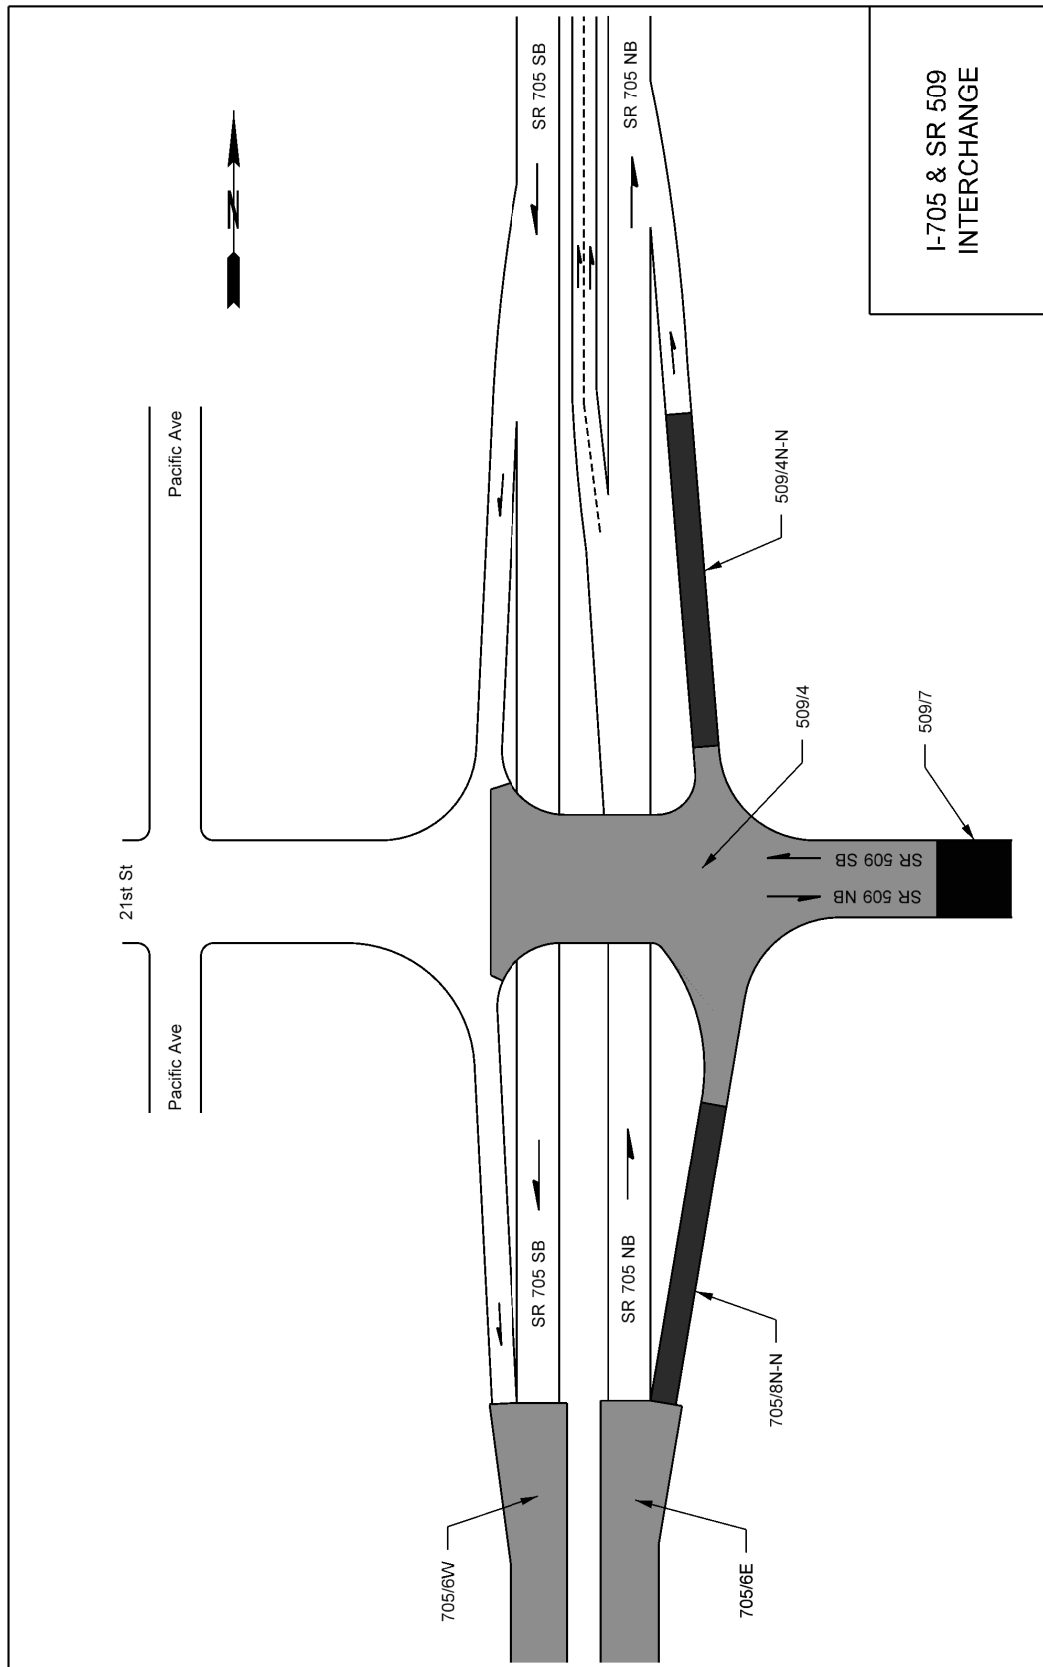 I-705 & SR 509
INTERCHANGE
N
SR 705 SB
SR 705 NB
Pacific Ave
509/4N-N
509/4
509/7
21st St
SR 509 SB
SR 509 NB
Pacific Ave
SR 705 SB
SR 705 NB
705/8N-N
705/6W
705/6E